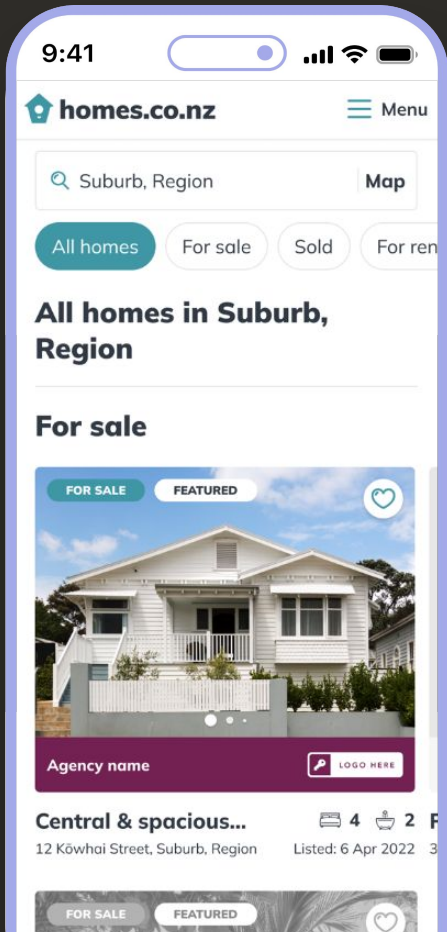 9:41
homes.co.nz
Menu
Suburb, Region
Map
All homes
For sale
Sold
For ren
All homes in Suburb,
Region
For sale
FOR SALE
FEATURED
Agency name
LOGO HERE
Central & spacious...
4
2
F
12 Kōwhai Street, Suburb, Region
Listed: 6 Apr 2022
3
FOR SALE
FEATURED